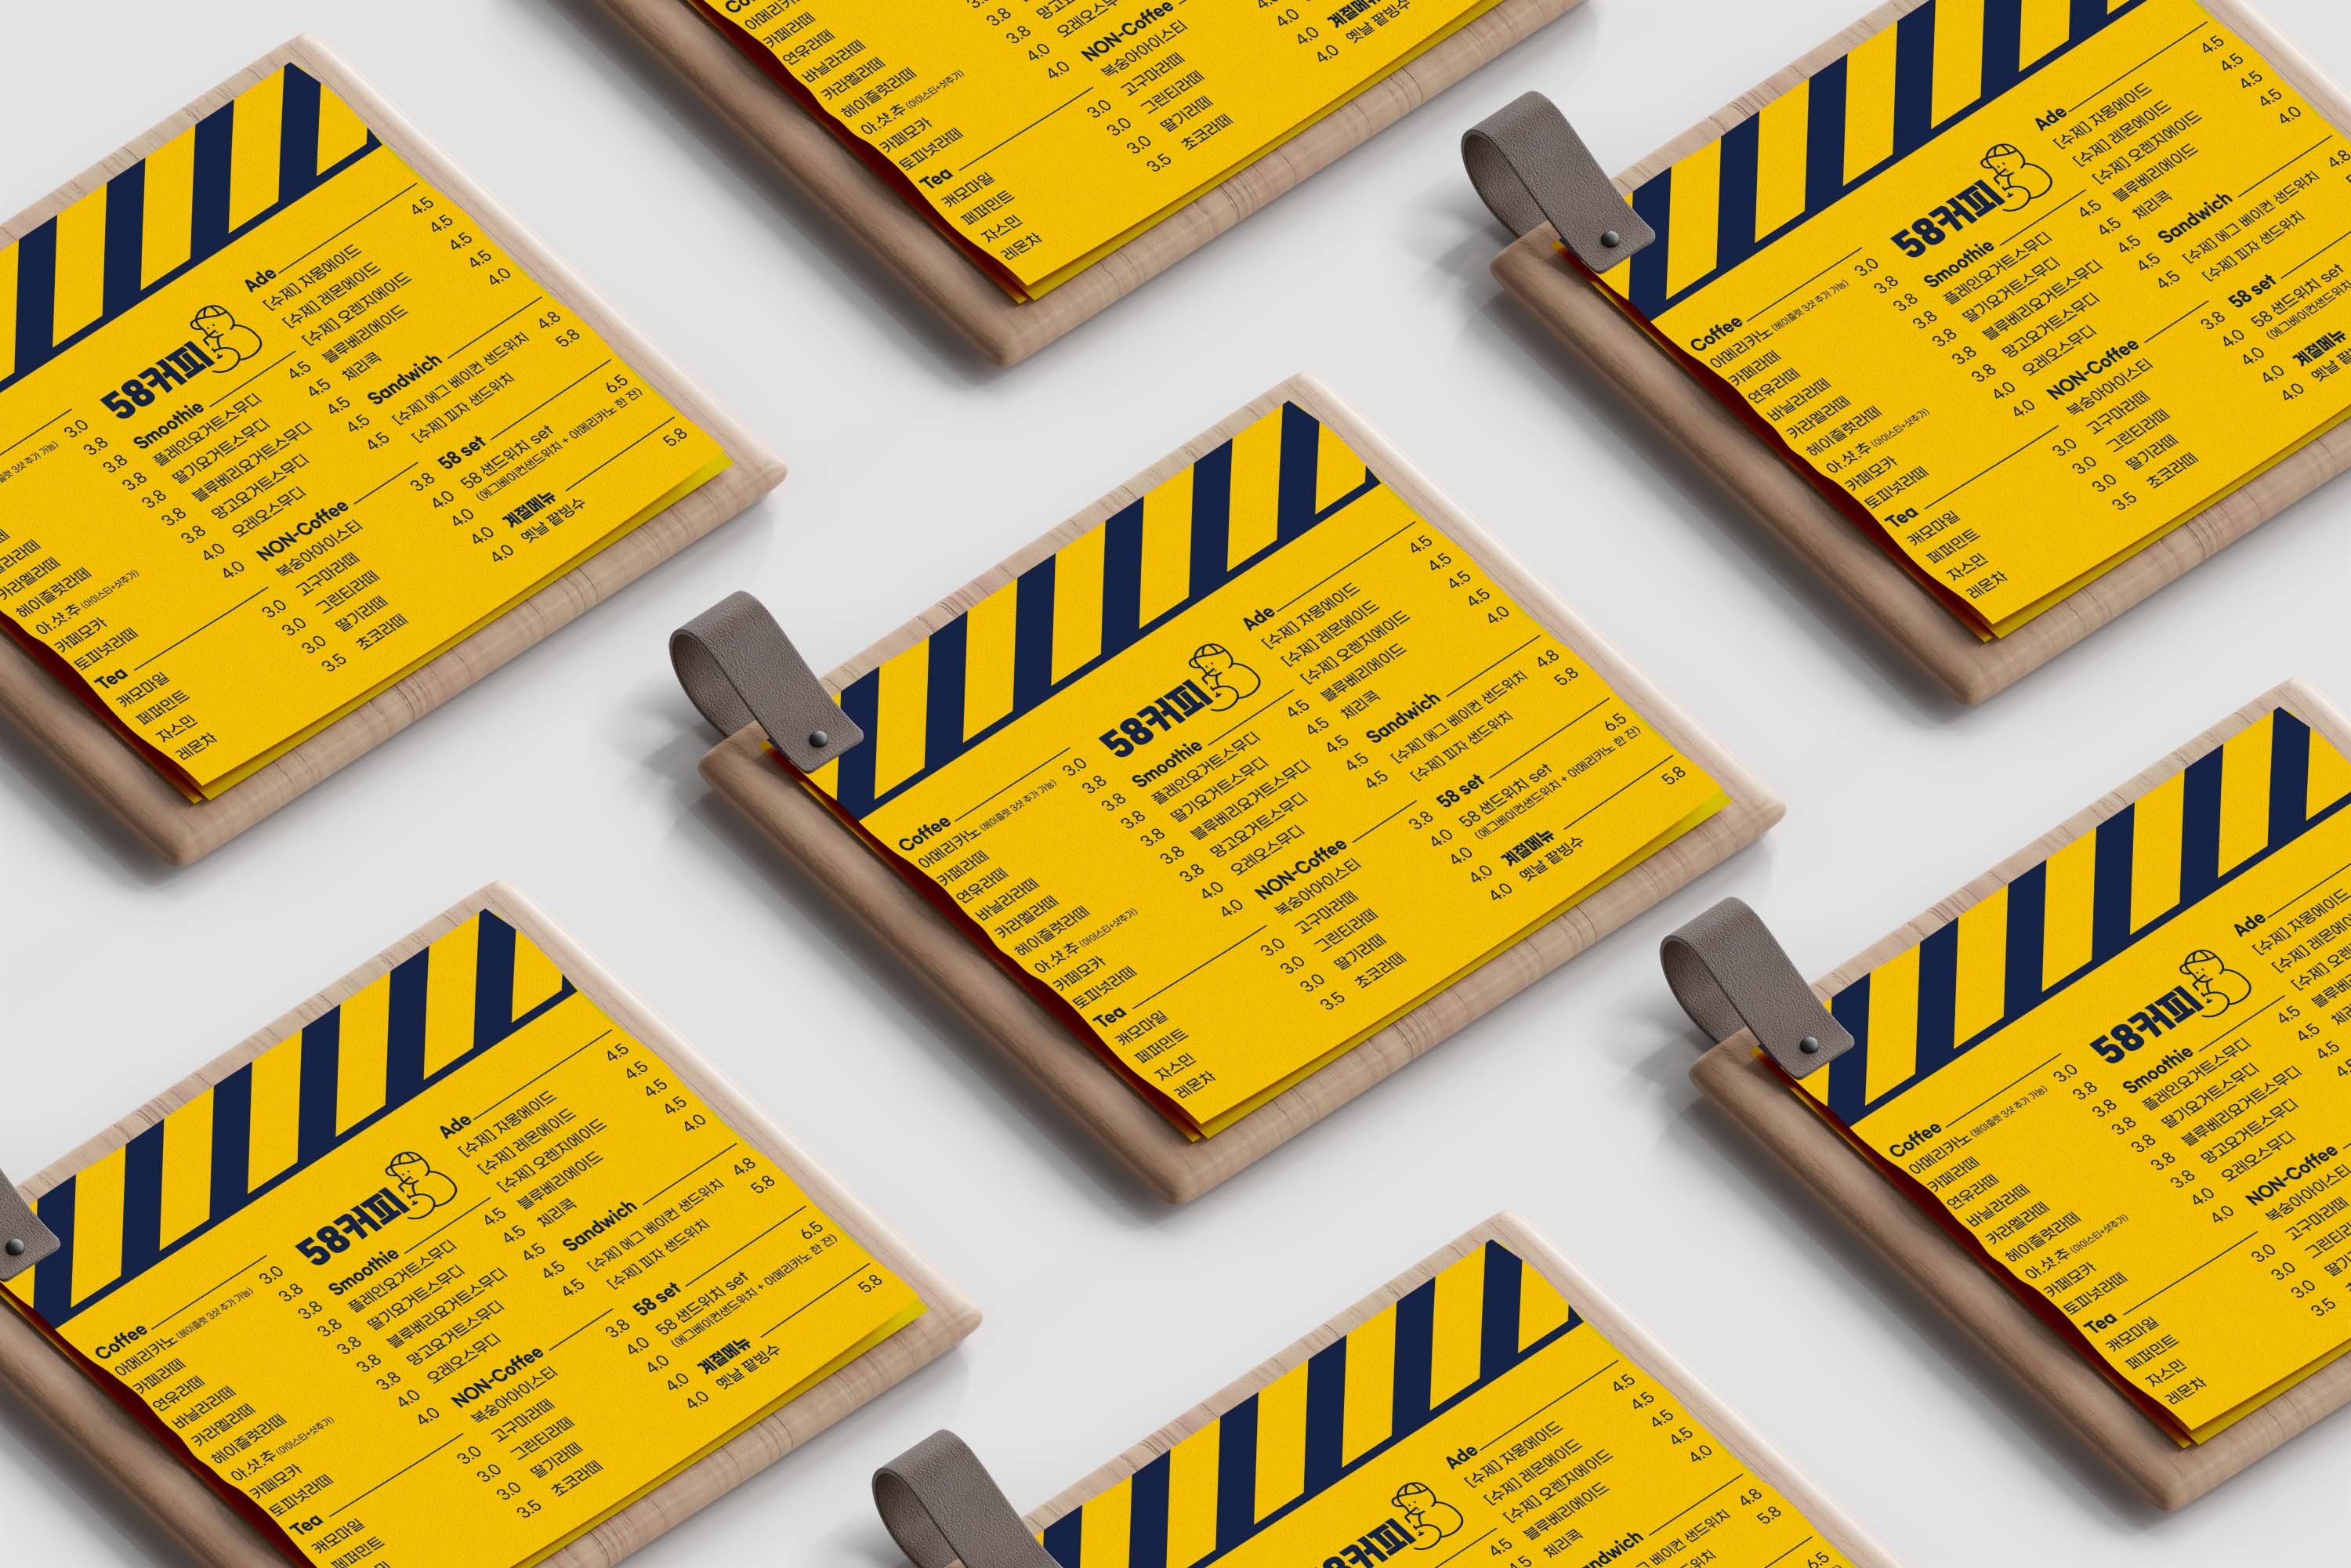 58커피
Coffee
아메리카노 (헤이즐럿 3샷 추가 가능) 3.0
카페라떼 3.8
연유라떼 3.8
바닐라라떼 3.8
카라멜라떼 3.8
헤이즐럿라떼 3.8
아.샷.추 (아이스티+샷추가) 3.8
카페모카 4.0
토피넛라떼 4.0
Tea
캐모마일 3.0
페퍼민트 3.0
자스민 3.0
레몬차 3.5
Smoothie
플레인요거트스무디 4.5
딸기요거트스무디 4.5
블루베리요거트스무디 4.5
망고요거트스무디 4.5
오레오스무디 4.5
NON-Coffee
복숭아아이스티 3.8
고구마라떼 4.0
그린티라떼 4.0
딸기라떼 4.0
초코라떼 4.0
Ade
[수제] 자몽에이드 4.5
[수제] 레몬에이드 4.5
[수제] 오렌지에이드 4.5
블루베리에이드 4.5
체리콕 4.0
Sandwich
[수제] 에그 베이컨 샌드위치 4.8
[수제] 피자 샌드위치 5.8
58 set
58 샌드위치 set 6.5
(에그베이컨샌드위치 + 아메리카노 한 잔)
계절메뉴
옛날 팥빙수 5.8